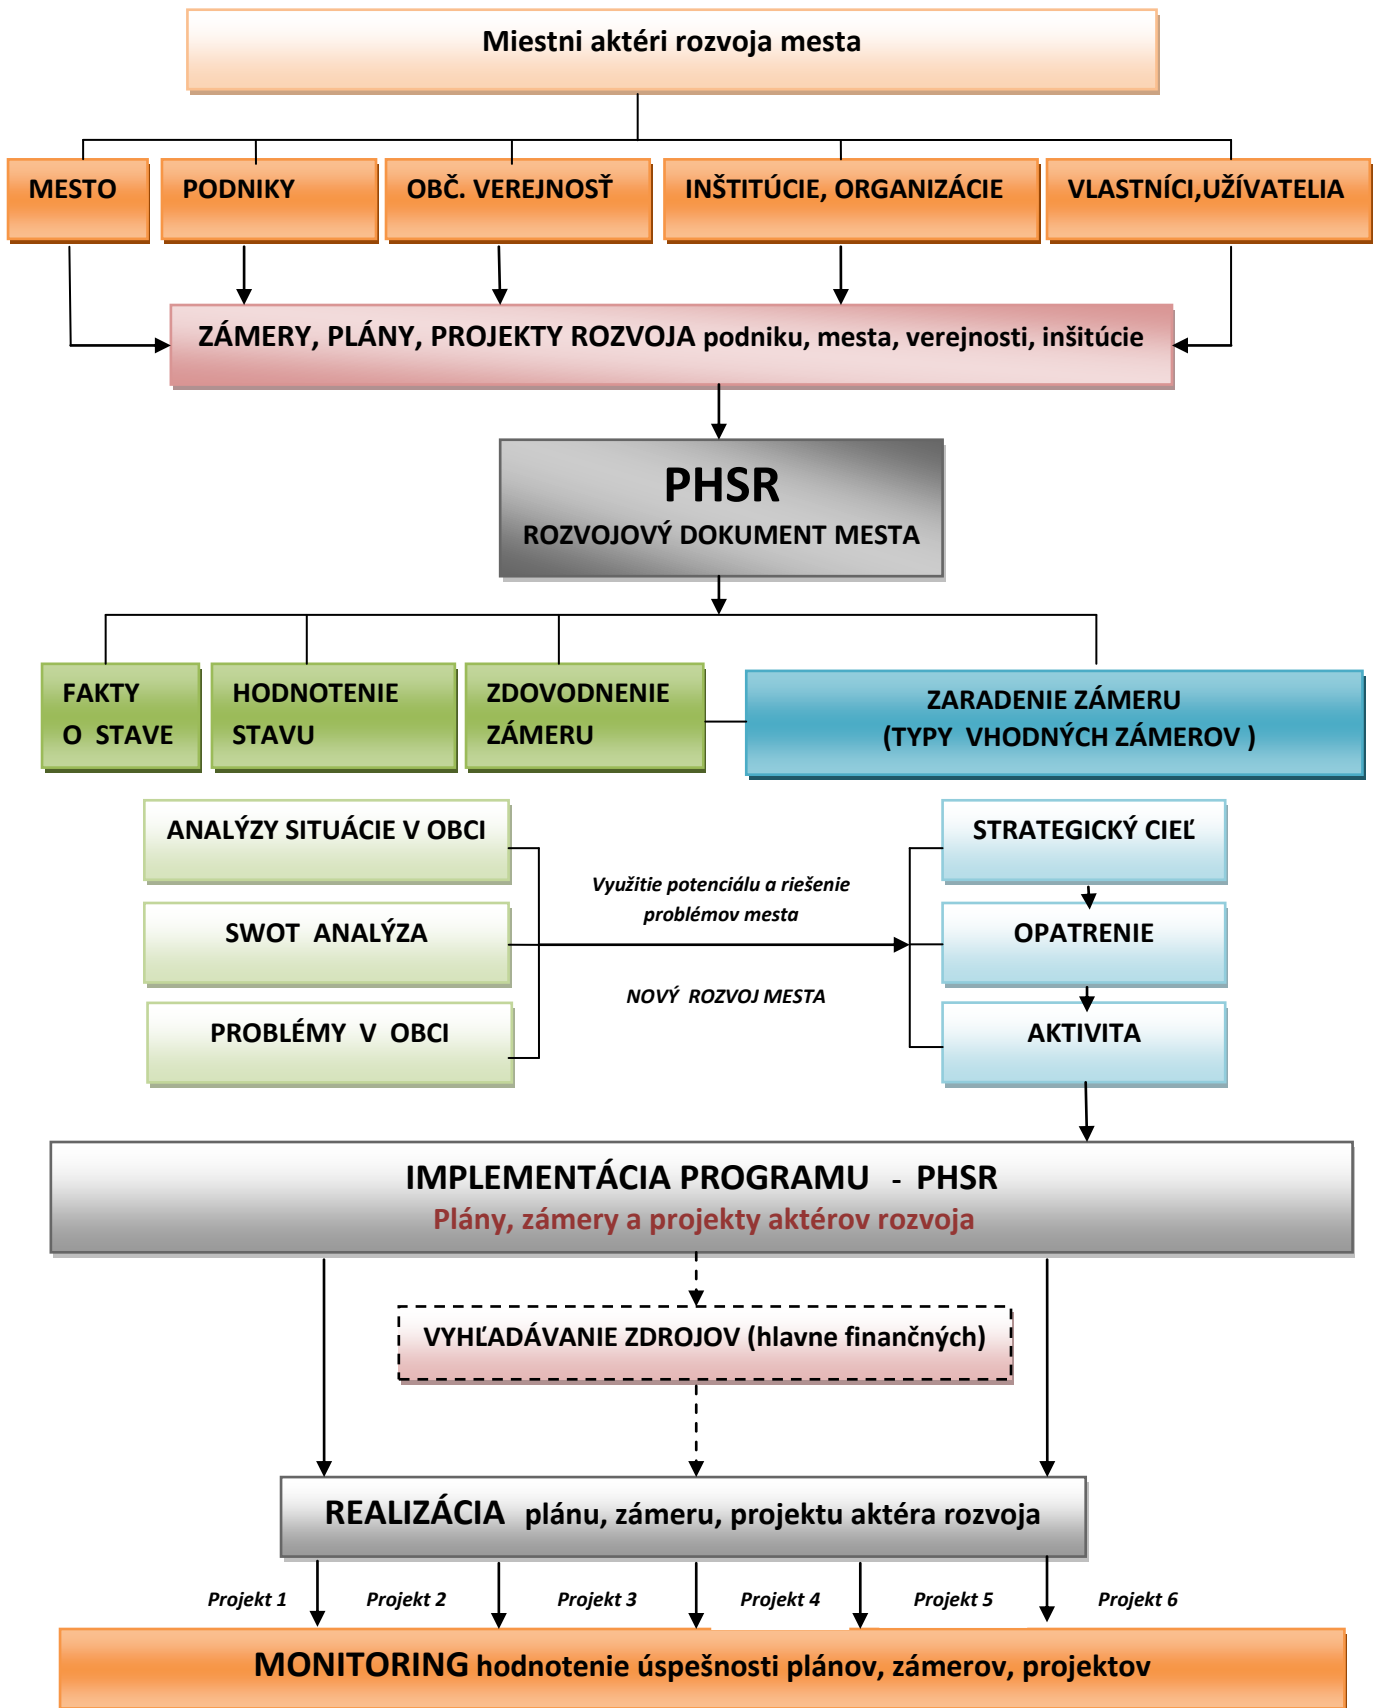 Miestni aktéri rozvoja mesta
MESTO
PODNIKY
OBČ. VEREJNOSŤ
INŠTITÚCIE, ORGANIZÁCIE
VLASTNÍCI,UŽÍVATELIA
ZÁMERY, PLÁNY, PROJEKTY ROZVOJA podniku, mesta, verejnosti, inšitúcie
PHSR
ROZVOJOVÝ DOKUMENT MESTA
FAKTY
O STAVE
HODNOTENIE
STAVU
ZDOVODNENIE
ZÁMERU
ZARADENIE ZÁMERU
(TYPY VHODNÝCH ZÁMEROV )
ANALÝZY SITUÁCIE V OBCI
SWOT ANALÝZA
PROBLÉMY V OBCI
Využitie potenciálu a riešenie
problémov mesta
NOVÝ ROZVOJ MESTA
STRATEGICKÝ CIEĽ
OPATRENIE
AKTIVITA
IMPLEMENTÁCIA PROGRAMU - PHSR
Plány, zámery a projekty aktérov rozvoja
VYHĽADÁVANIE ZDROJOV (hlavne finančných)
REALIZÁCIA plánu, zámeru, projektu aktéra rozvoja
Projekt 1
Projekt 2
Projekt 3
Projekt 4
Projekt 5
Projekt 6
MONITORING hodnotenie úspešnosti plánov, zámerov, projektov